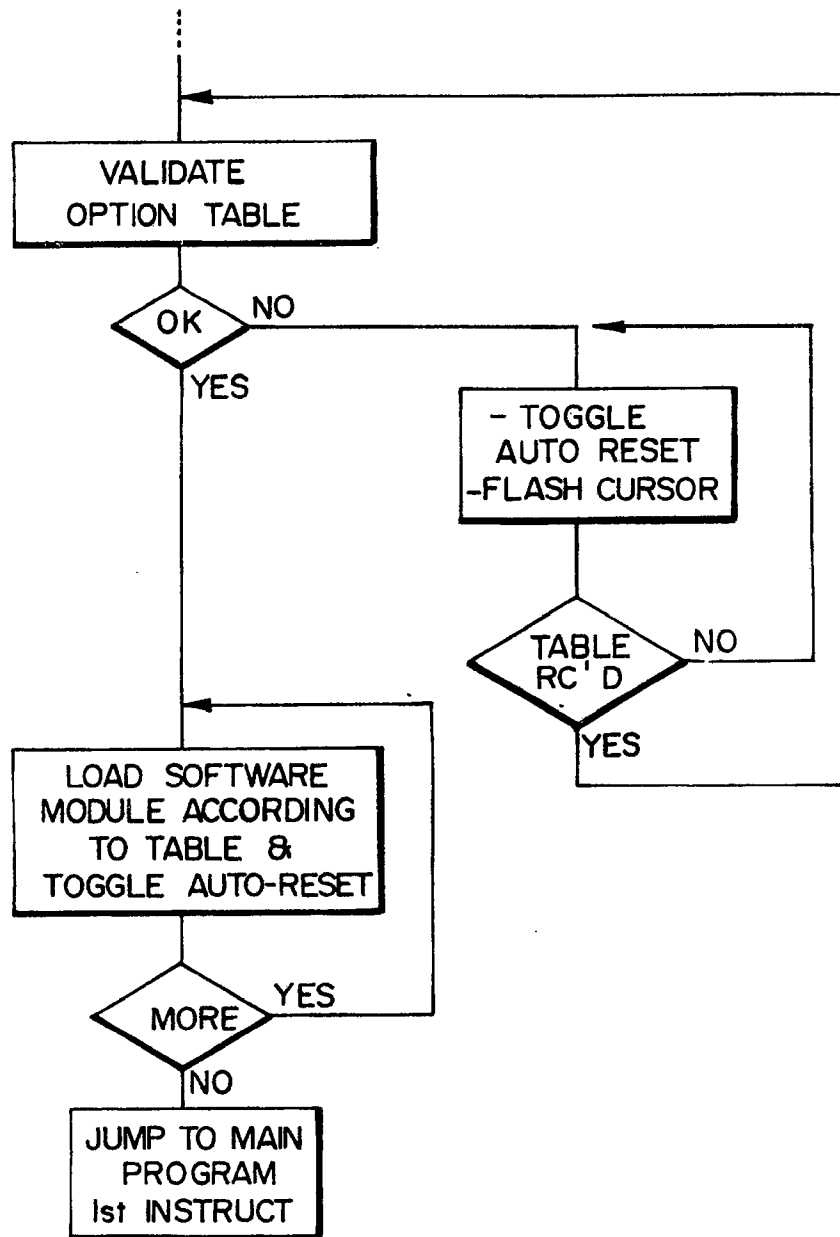 VALIDATE
OPTION TABLE
OK
NO
YES
- TOGGLE
AUTO RESET
-FLASH CURSOR
TABLE
RC'D
NO
YES
LOAD SOFTWARE
MODULE ACCORDING
TO TABLE &
TOGGLE AUTO-RESET
MORE
YES
NO
JUMP TO MAIN
PROGRAM
1st INSTRUCT